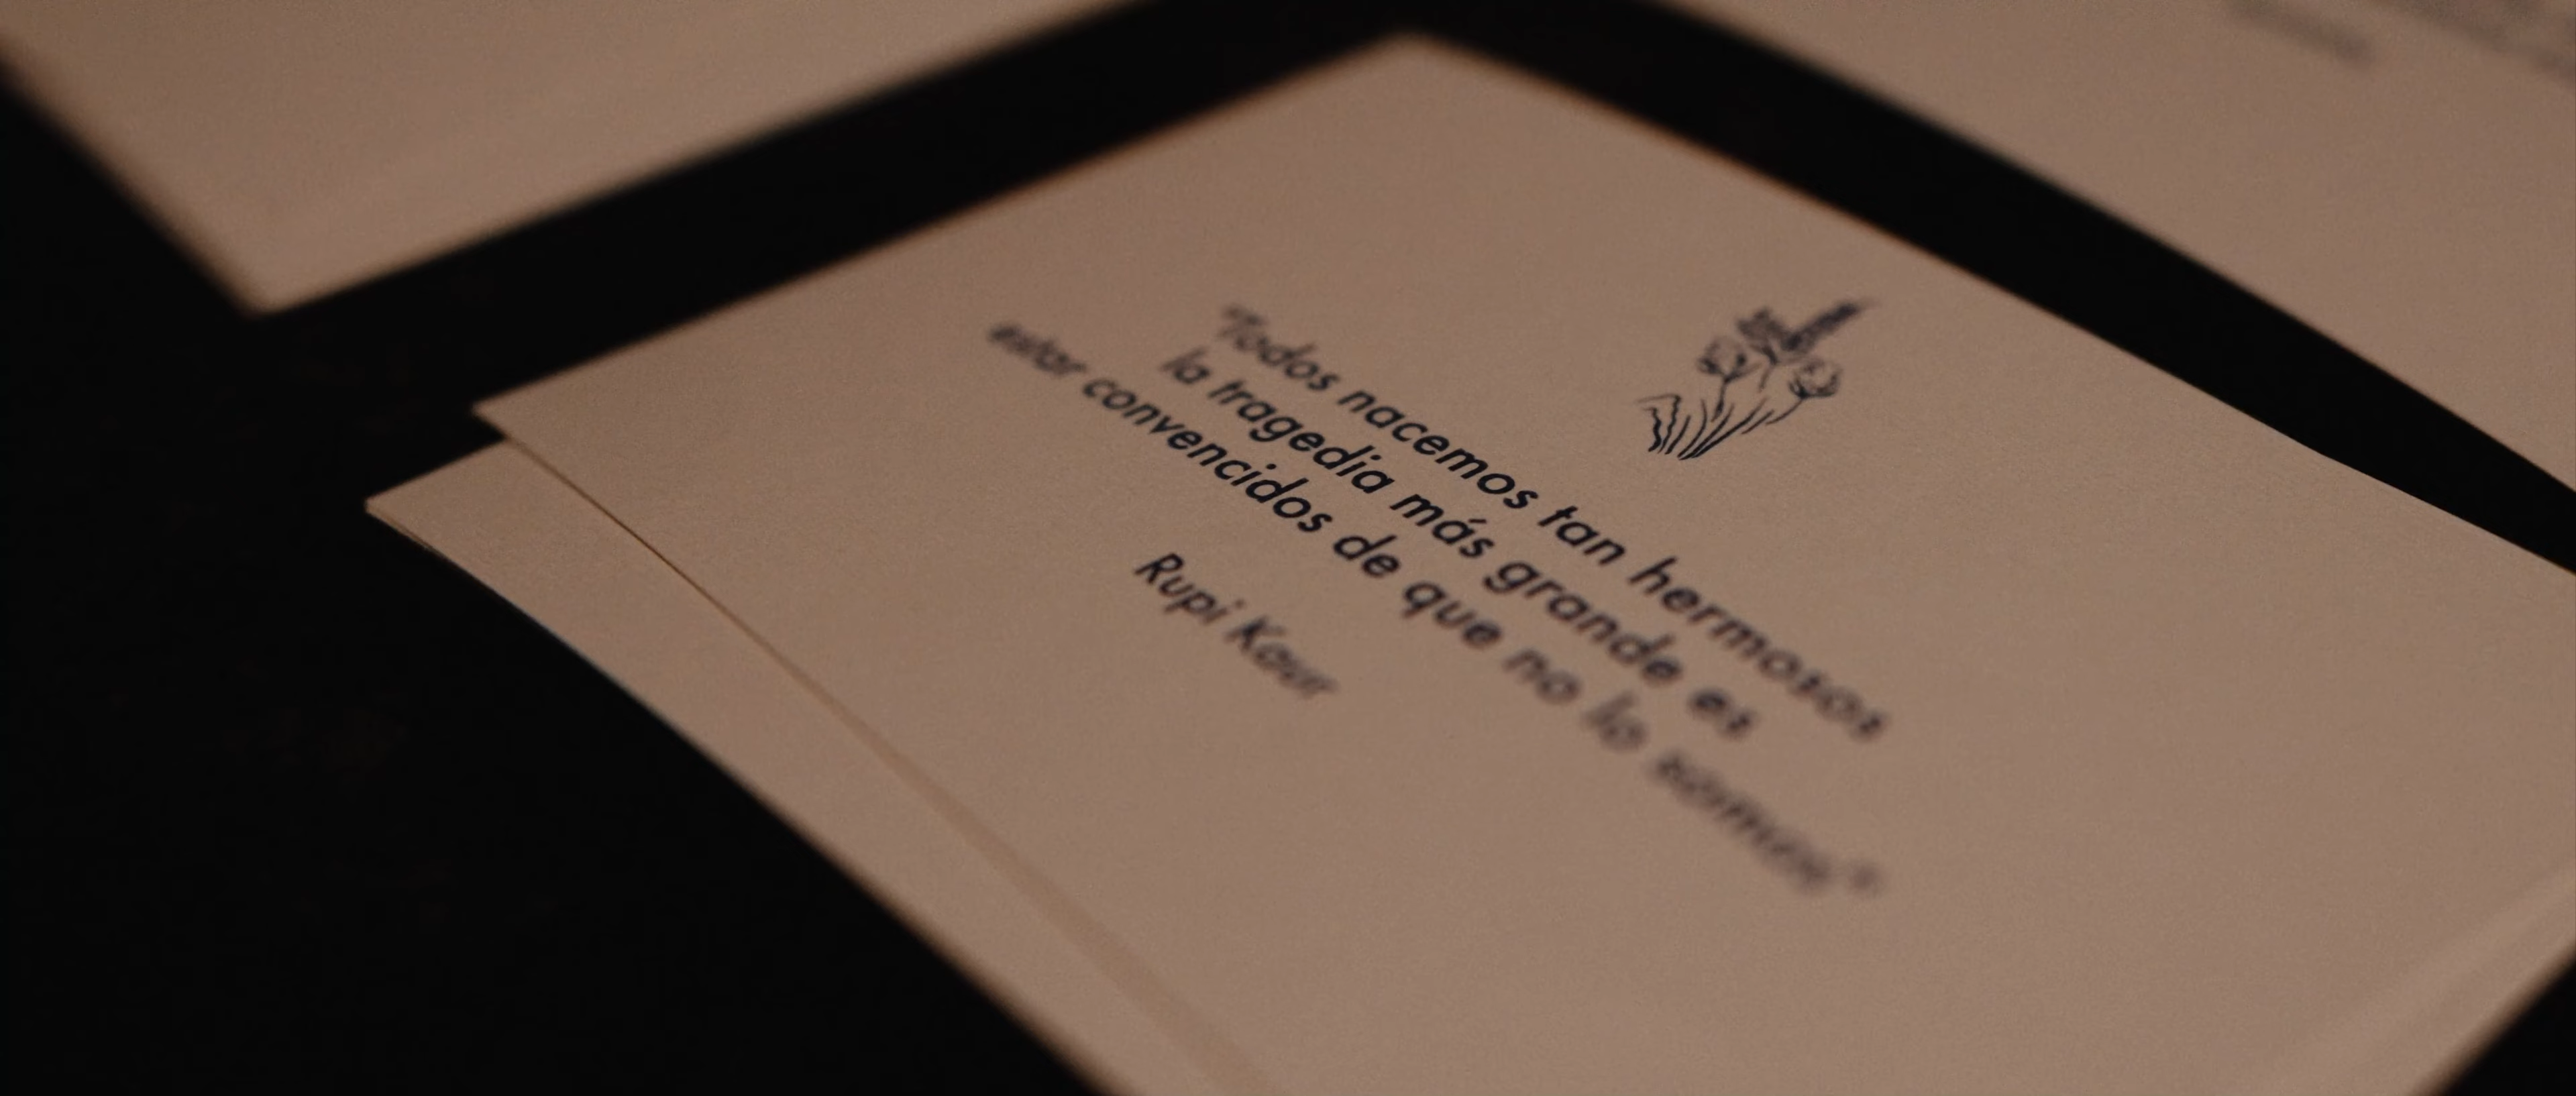 "Todos nacemos tan hermosos
la tragedia más grande es
estar convencidos de que no lo somos"
Rupi Kaur